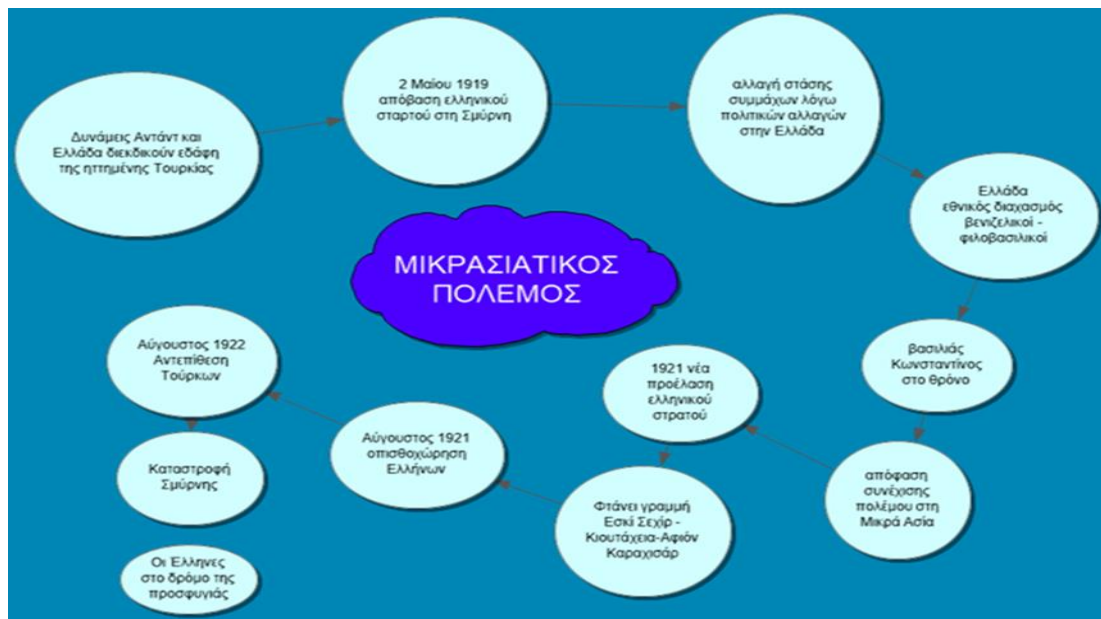 Δυνάμεις Αντάντ και
Ελλάδα διεκδικούν εδάφη
της ηττημένης Τουρκίας
2 Μαΐου 1919
απόβαση ελληνικού
σταρτού στη Σμύρνη
αλλαγή στάσης
συμμάχων λόγω
πολιτικών αλλαγών
στην Ελλάδα
Ελλάδα
εθνικός διαχασμός
βενιζελικοί -
φιλοβασιλικοί
βασιλιάς
Κωνσταντίνος
στο θρόνο
απόφαση
συνέχισης
πολέμου στη
Μικρά Ασία
1921 νέα
προέλαση
ελληνικού
στρατού
Φτάνει γραμμή
Εσκί Σεχίρ -
Κιουτάχεια-Αφιόν
Καραχισάρ
Αύγουστος 1921
οπισθοχώρηση
Ελλήνων
Αύγουστος 1922
Αντεπίθεση
Τούρκων
Καταστροφή
Σμύρνης
Οι Έλληνες
στο δρόμο της
προσφυγιάς
ΜΙΚΡΑΣΙΑΤΙΚΟΣ
ΠΟΛΕΜΟΣ